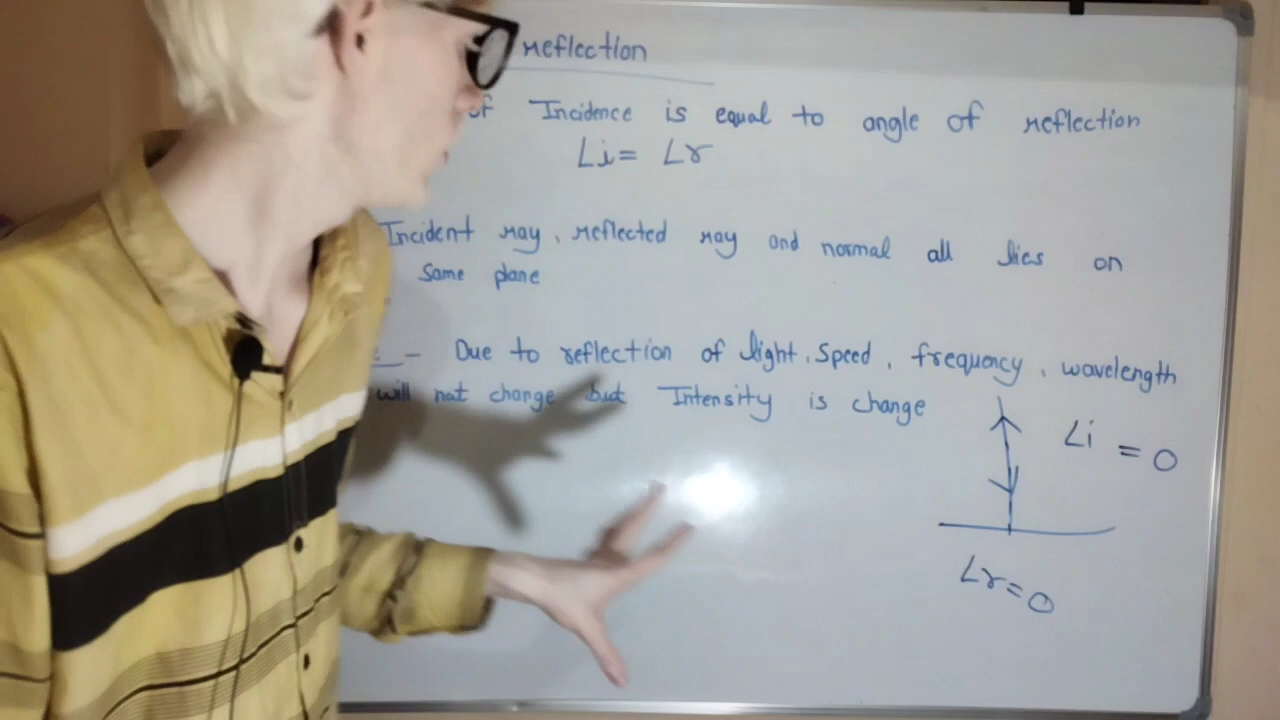 reflection
of Incidence is equal to angle of reflection
∠i = ∠r
Incident ray, reflected ray and normal all lies on
Same plane
- Due to reflection of light, Speed, frequency, wavelength
will not change but Intensity is change
∠i = 0
∠r = 0